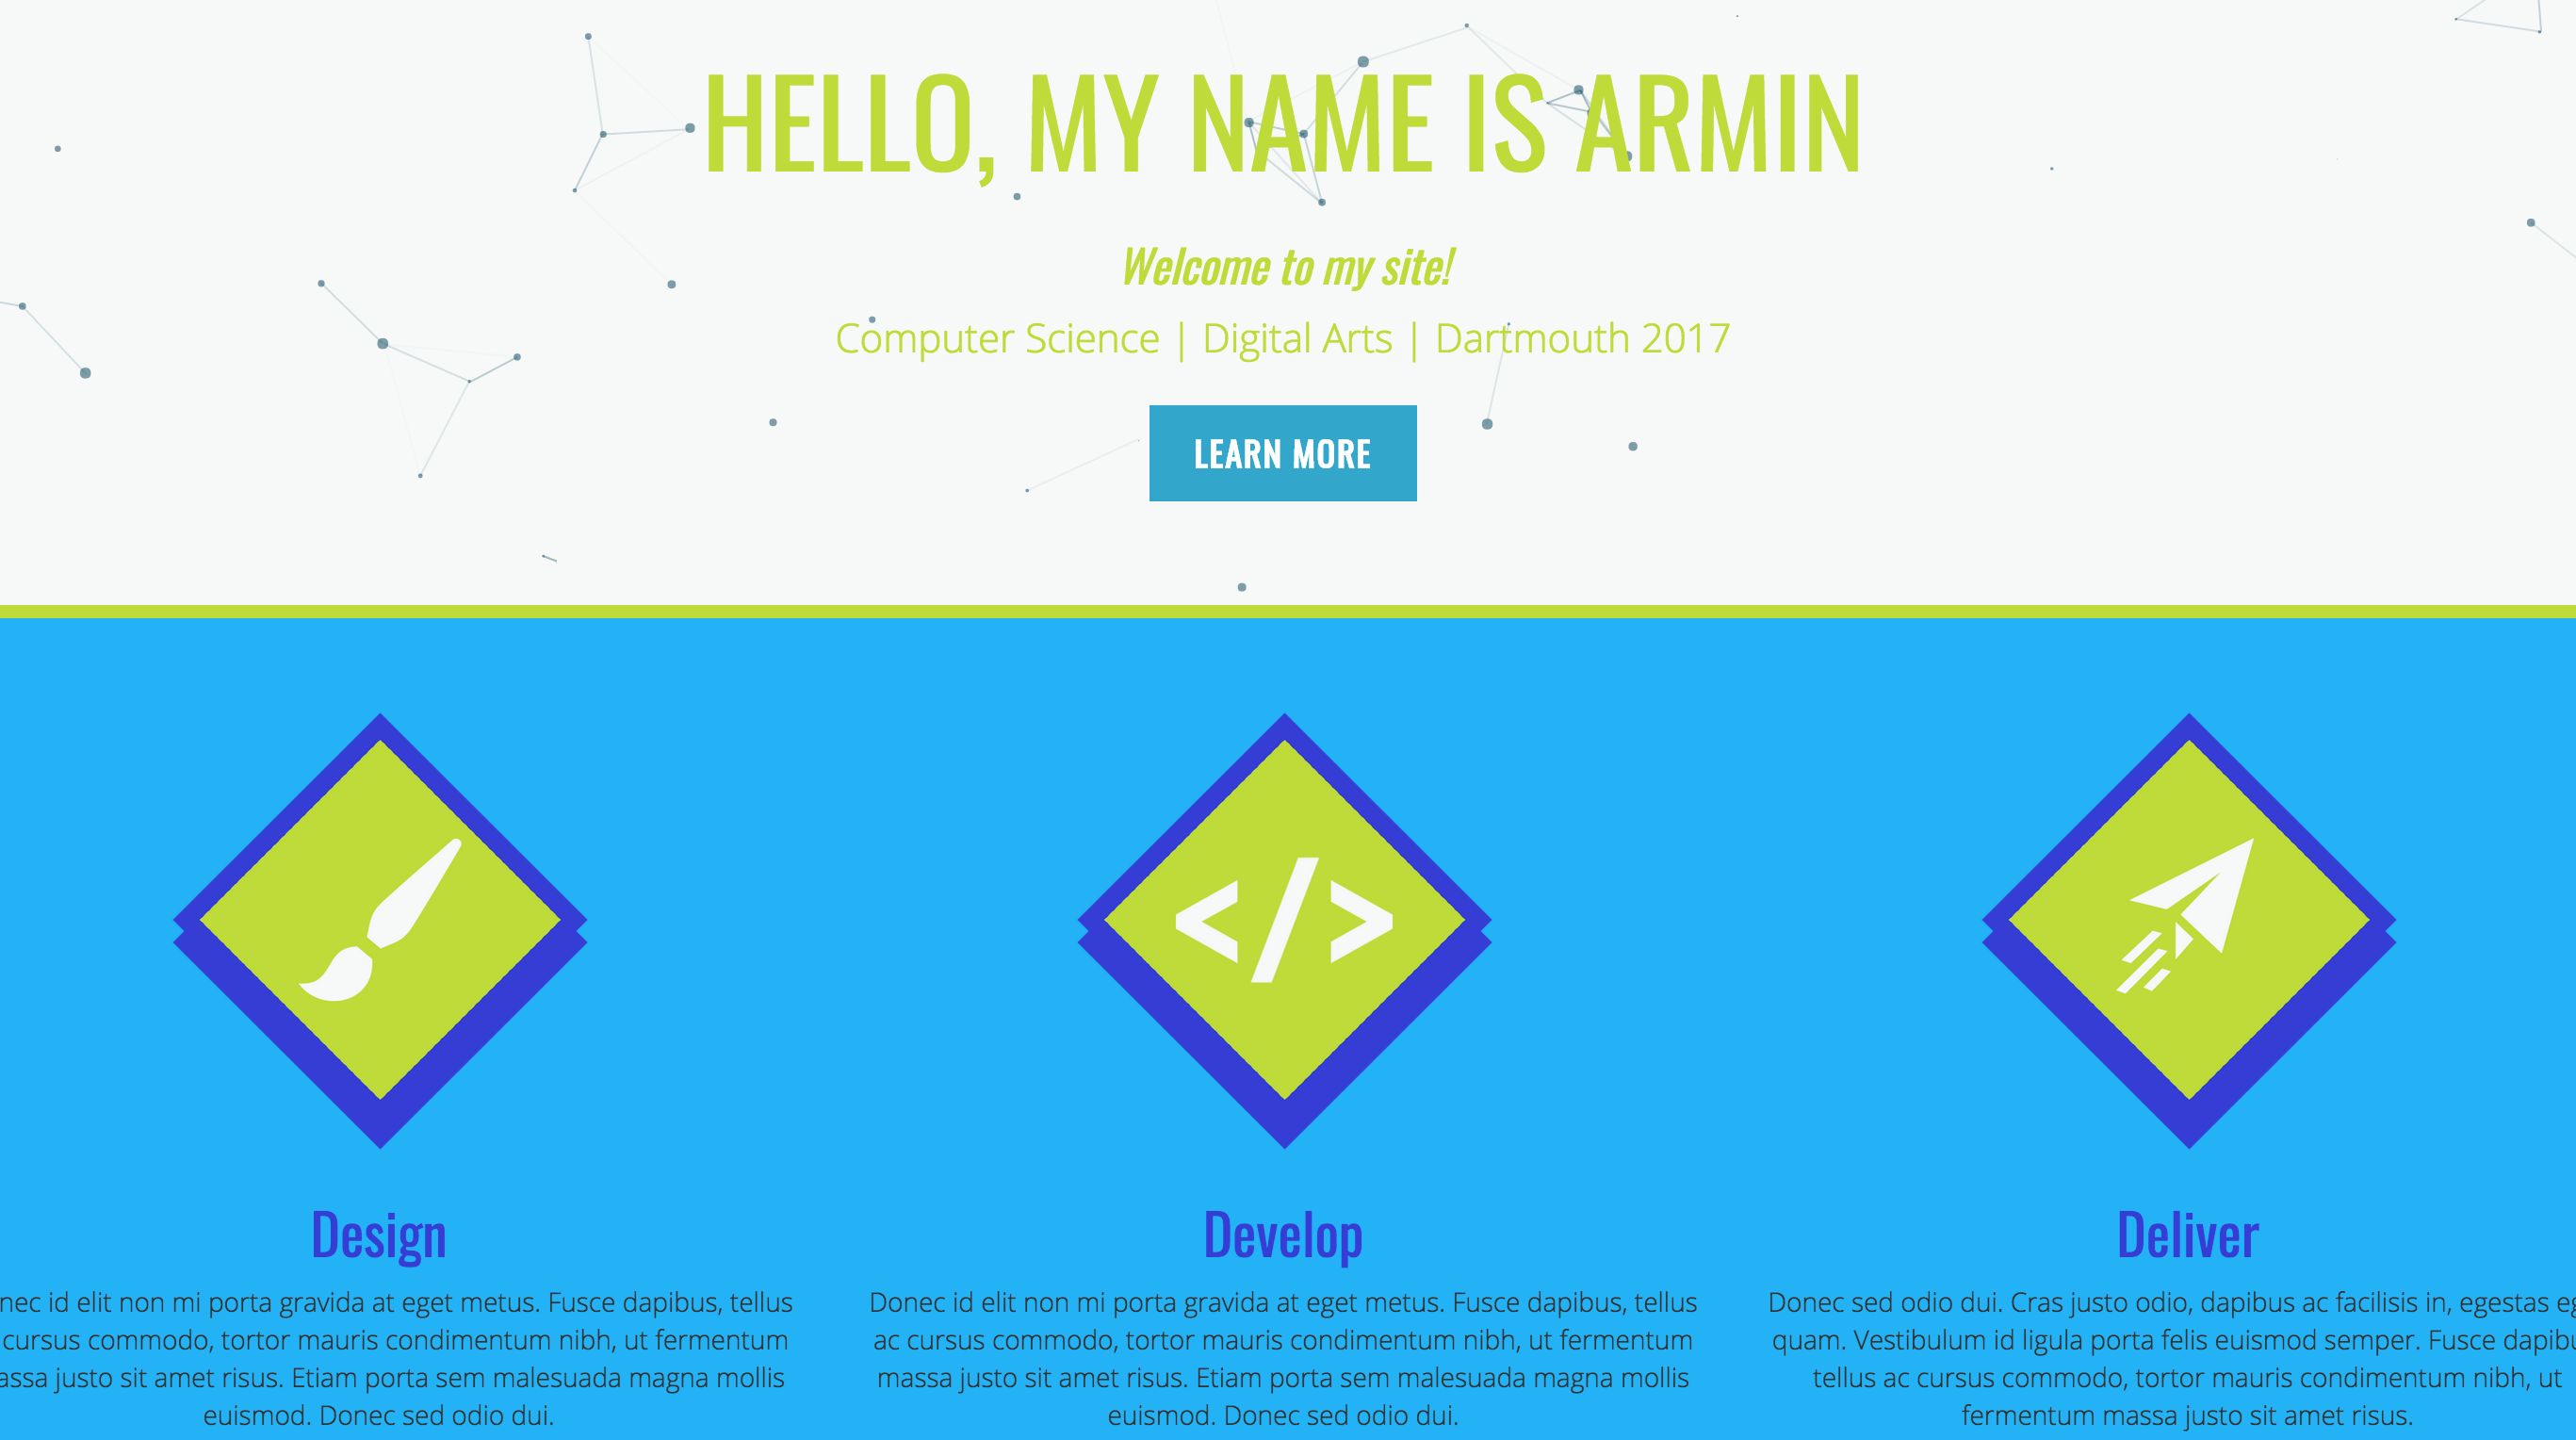 HELLO, MY NAME IS ARMIN
Welcome to my site!
Computer Science | Digital Arts | Dartmouth 2017
LEARN MORE
</>
Design
nec id elit non mi porta gravida at eget metus. Fusce dapibus, tellus
cursus commodo, tortor mauris condimentum nibh, ut fermentum
assa justo sit amet risus. Etiam porta sem malesuada magna mollis
euismod. Donec sed odio dui.
Develop
Donec id elit non mi porta gravida at eget metus. Fusce dapibus, tellus
ac cursus commodo, tortor mauris condimentum nibh, ut fermentum
massa justo sit amet risus. Etiam porta sem malesuada magna mollis
euismod. Donec sed odio dui.
Deliver
Donec sed odio dui. Cras justo odio, dapibus ac facilisis in, egestas eg
quam. Vestibulum id ligula porta felis euismod semper. Fusce dapibu
tellus ac cursus commodo, tortor mauris condimentum nibh, ut
fermentum massa justo sit amet risus.